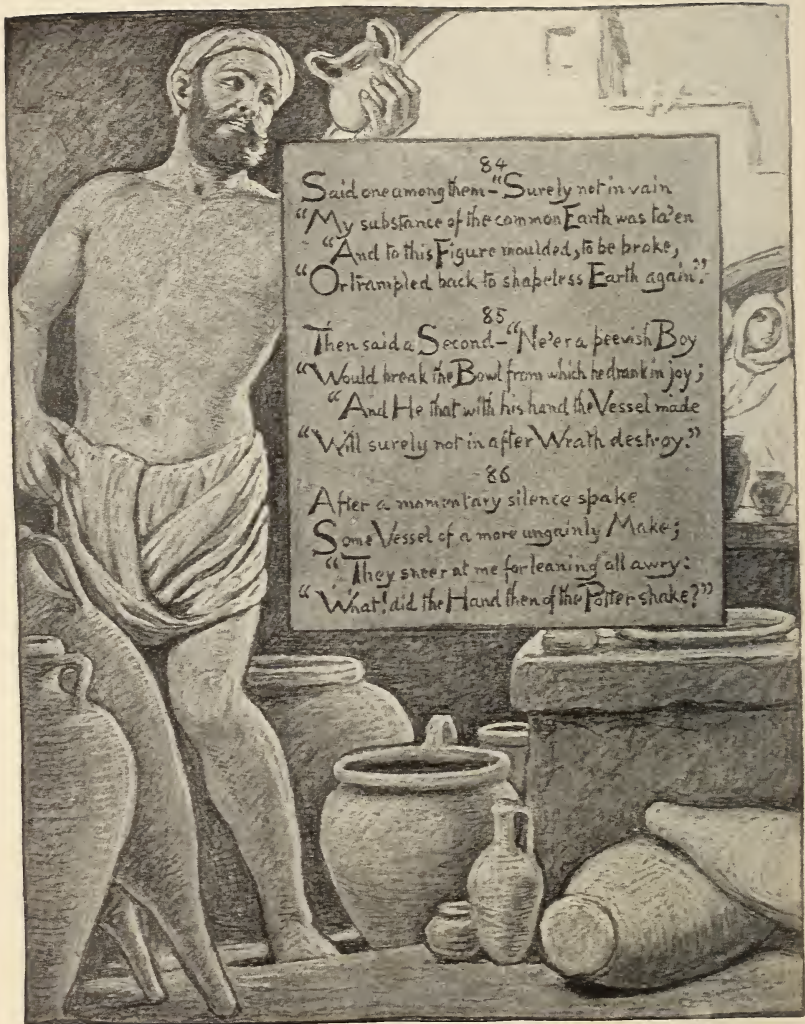 84
Said one among them–"Surely not in vain
"My substance of the common Earth was ta'en
"And to this Figure moulded, to be broke,
"Or trampled back to shapeless Earth again."
85
Then said a Second–"Ne'er a peevish Boy
"Would break the Bowl from which he drank in joy;
"And He that with his hand the Vessel made
"Will surely not in after Wrath destroy."
86
After a momentary silence spake
Some Vessel of a more ungainly Make;
"They sneer at me for leaning all awry:
"What! did the Hand then of the Potter shake?"